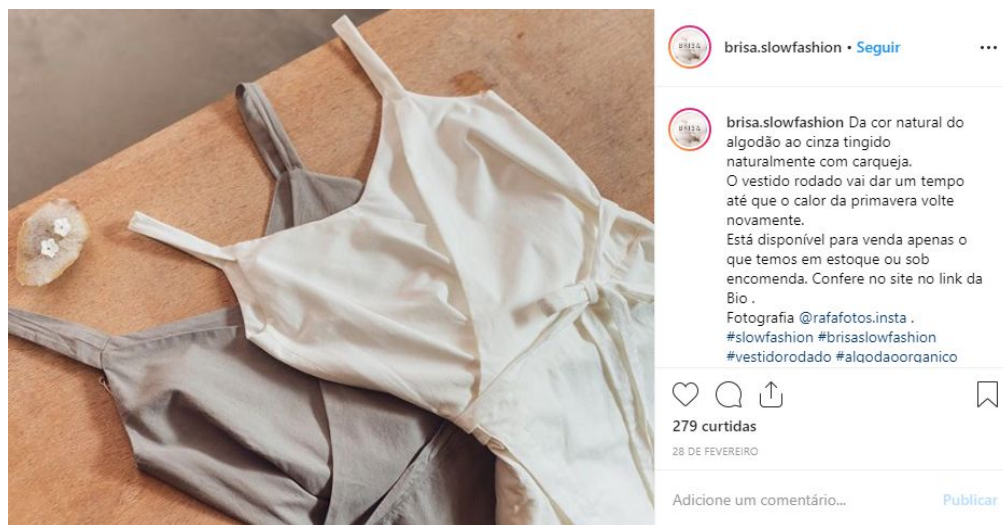 brisa.slowfashion • Seguir
brisa.slowfashion Da cor natural do
algodão ao cinza tingido
naturalmente com carqueja.
O vestido rodado vai dar um tempo
até que o calor da primavera volte
novamente.
Está disponível para venda apenas o
que temos em estoque ou sob
encomenda. Confere no site no link da
Bio .
Fotografia @rafafotos.insta .
#slowfashion #brisaslowfashion
#vestidorodado #algodaoorganico
279 curtidas
28 DE FEVEREIRO
Adicione um comentário... Publicar